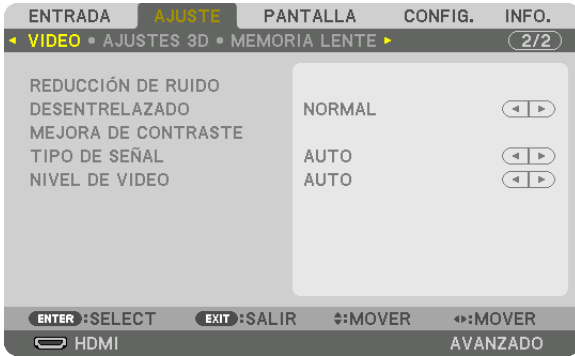 ENTRADA AJUSTE PANTALLA CONFIG. INFO.
VIDEO • AJUSTES 3D • MEMORIA LENTE 2/2
REDUCCIÓN DE RUIDO
DESENTRELAZADO NORMAL
MEJORA DE CONTRASTE
TIPO DE SEÑAL AUTO
NIVEL DE VIDEO AUTO
ENTER :SELECT EXIT :SALIR :MOVER :MOVER
HDMI AVANZADO